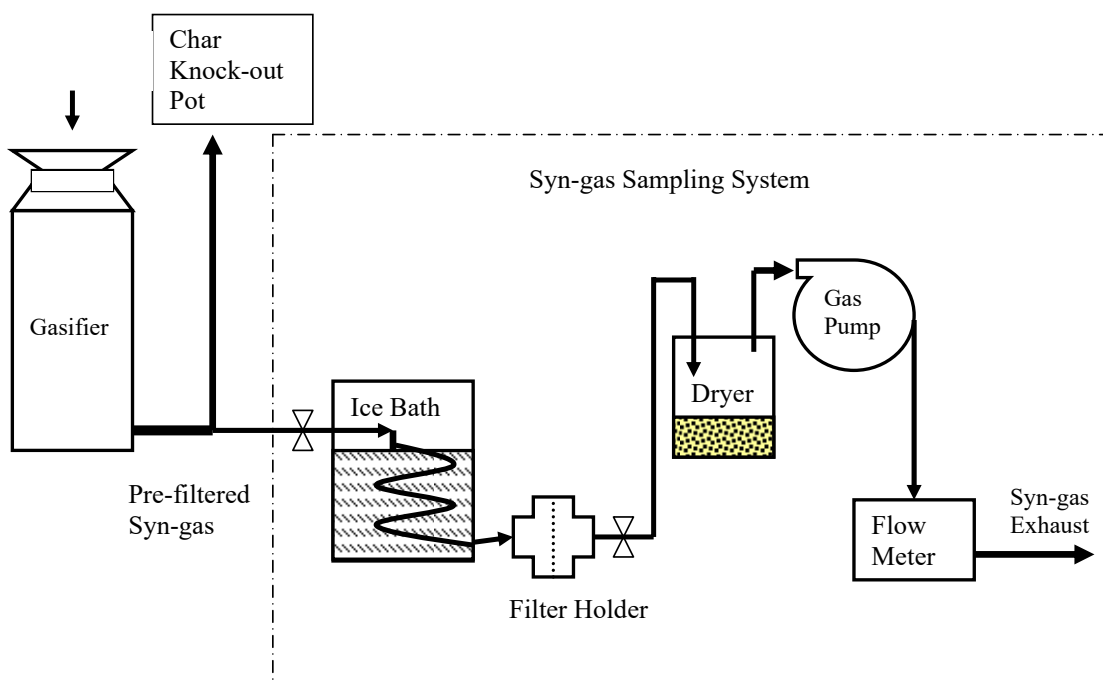 Char
Knock-out
Pot
Syn-gas Sampling System
Gasifier
Gas
Pump
Ice Bath
Dryer
Pre-filtered
Syn-gas
Flow
Meter
Syn-gas
Exhaust
Filter Holder